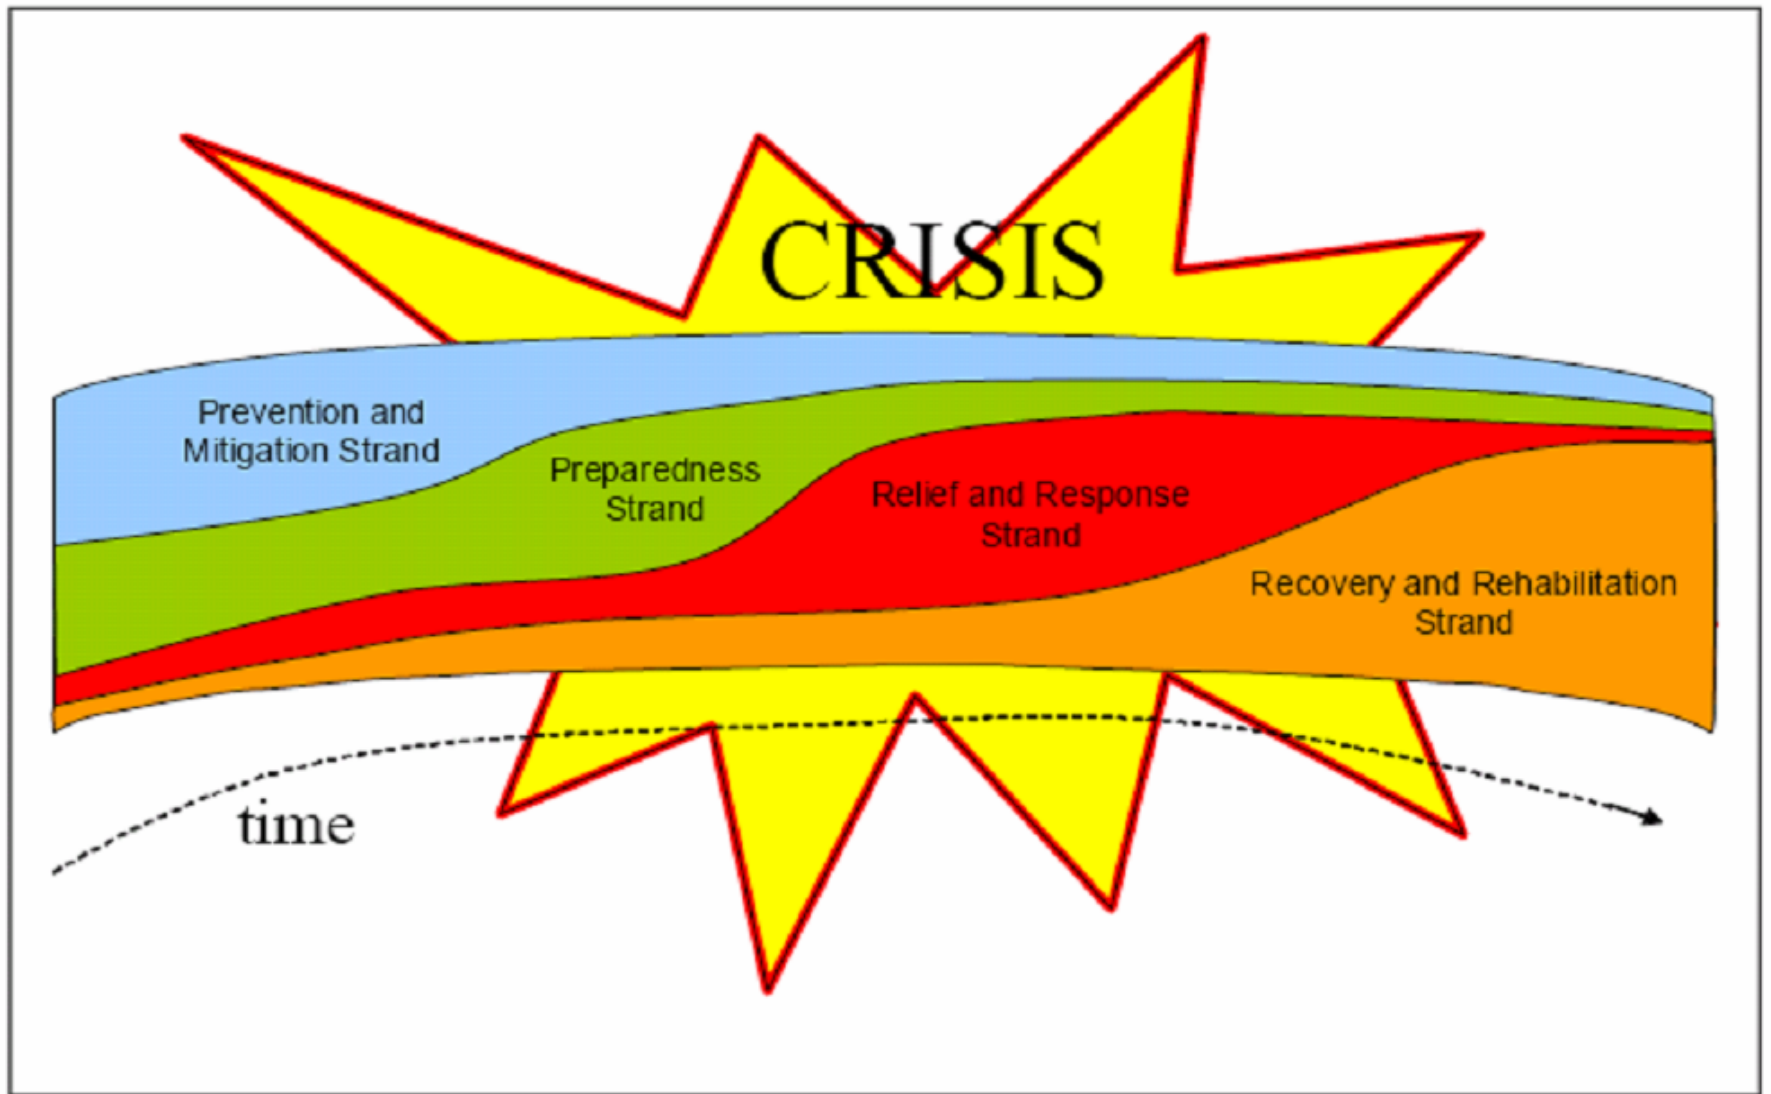 CRISIS
Prevention and
Mitigation Strand
Preparedness
Strand
Relief and Response
Strand
Recovery and Rehabilitation
Strand
time